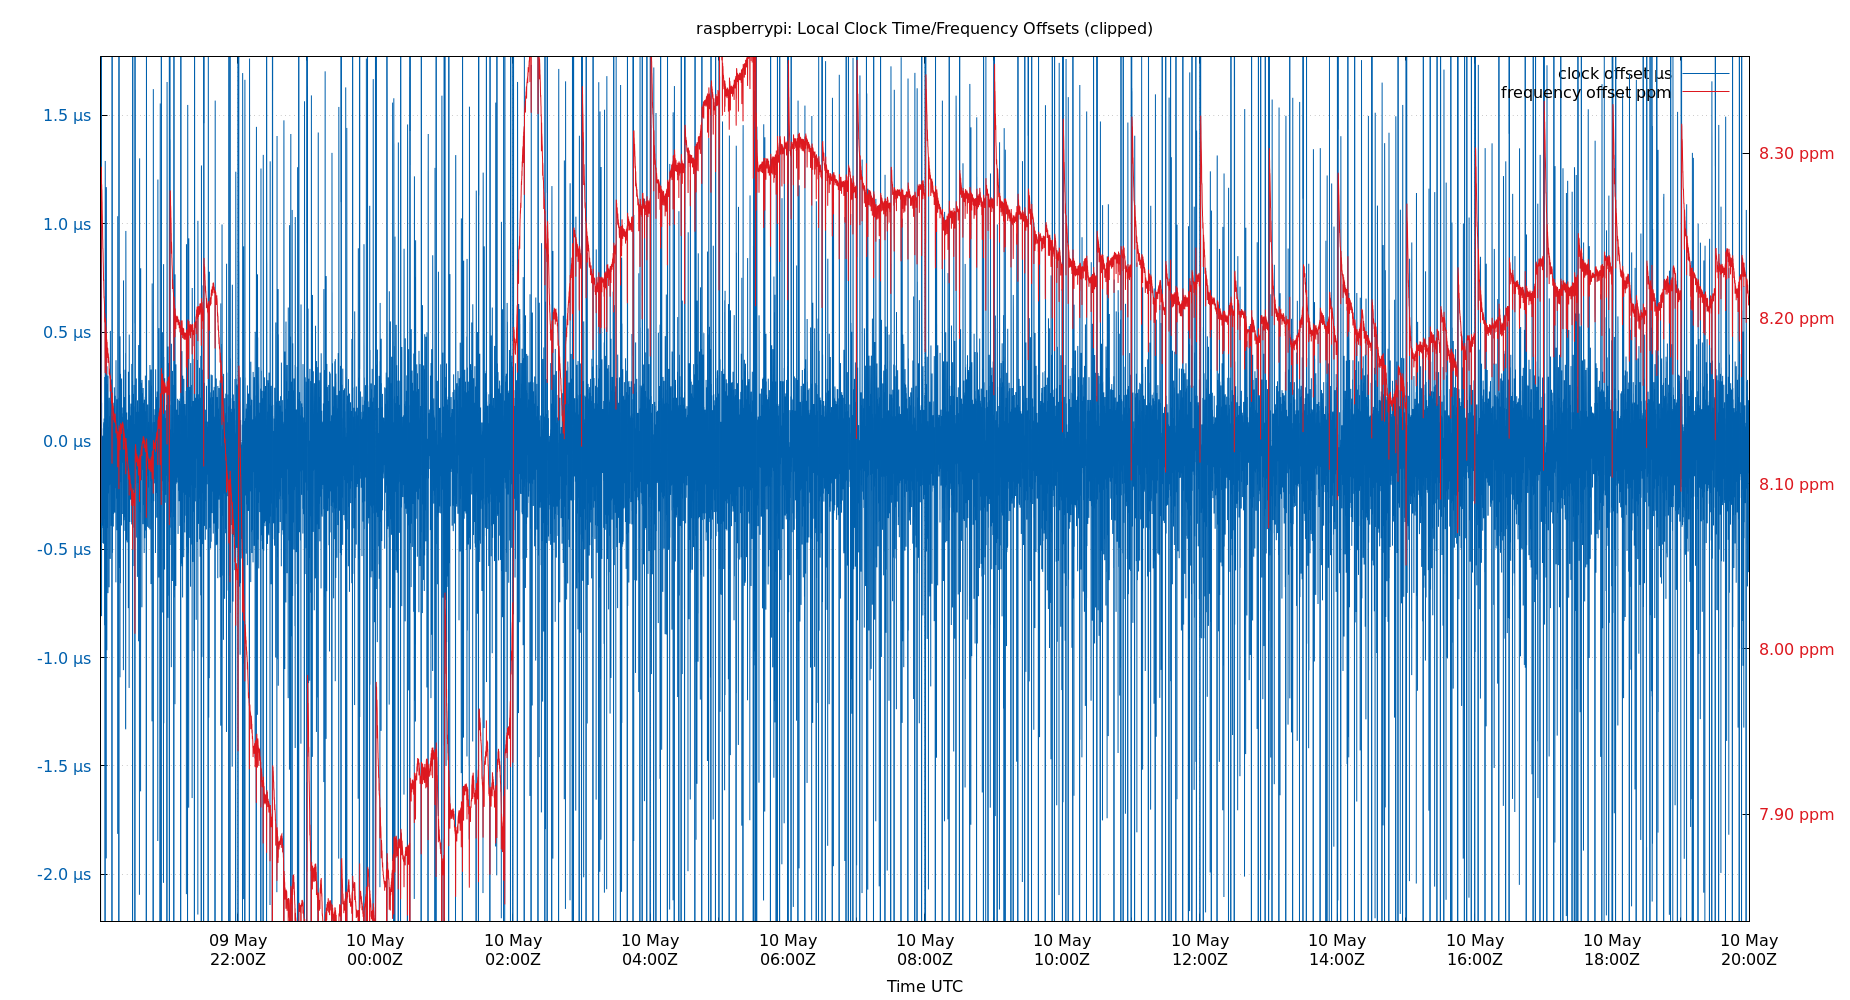 raspberrypi: Local Clock Time/Frequency Offsets (clipped)
clock offset µs
frequency offset ppm
1.5 µs
1.0 µs
0.5 µs
0.0 µs
-0.5 µs
-1.0 µs
-1.5 µs
-2.0 µs
8.30 ppm
8.20 ppm
8.10 ppm
8.00 ppm
7.90 ppm
09 May
22:00Z
10 May
00:00Z
10 May
02:00Z
10 May
04:00Z
10 May
06:00Z
10 May
08:00Z
10 May
10:00Z
10 May
12:00Z
10 May
14:00Z
10 May
16:00Z
10 May
18:00Z
10 May
20:00Z
Time UTC